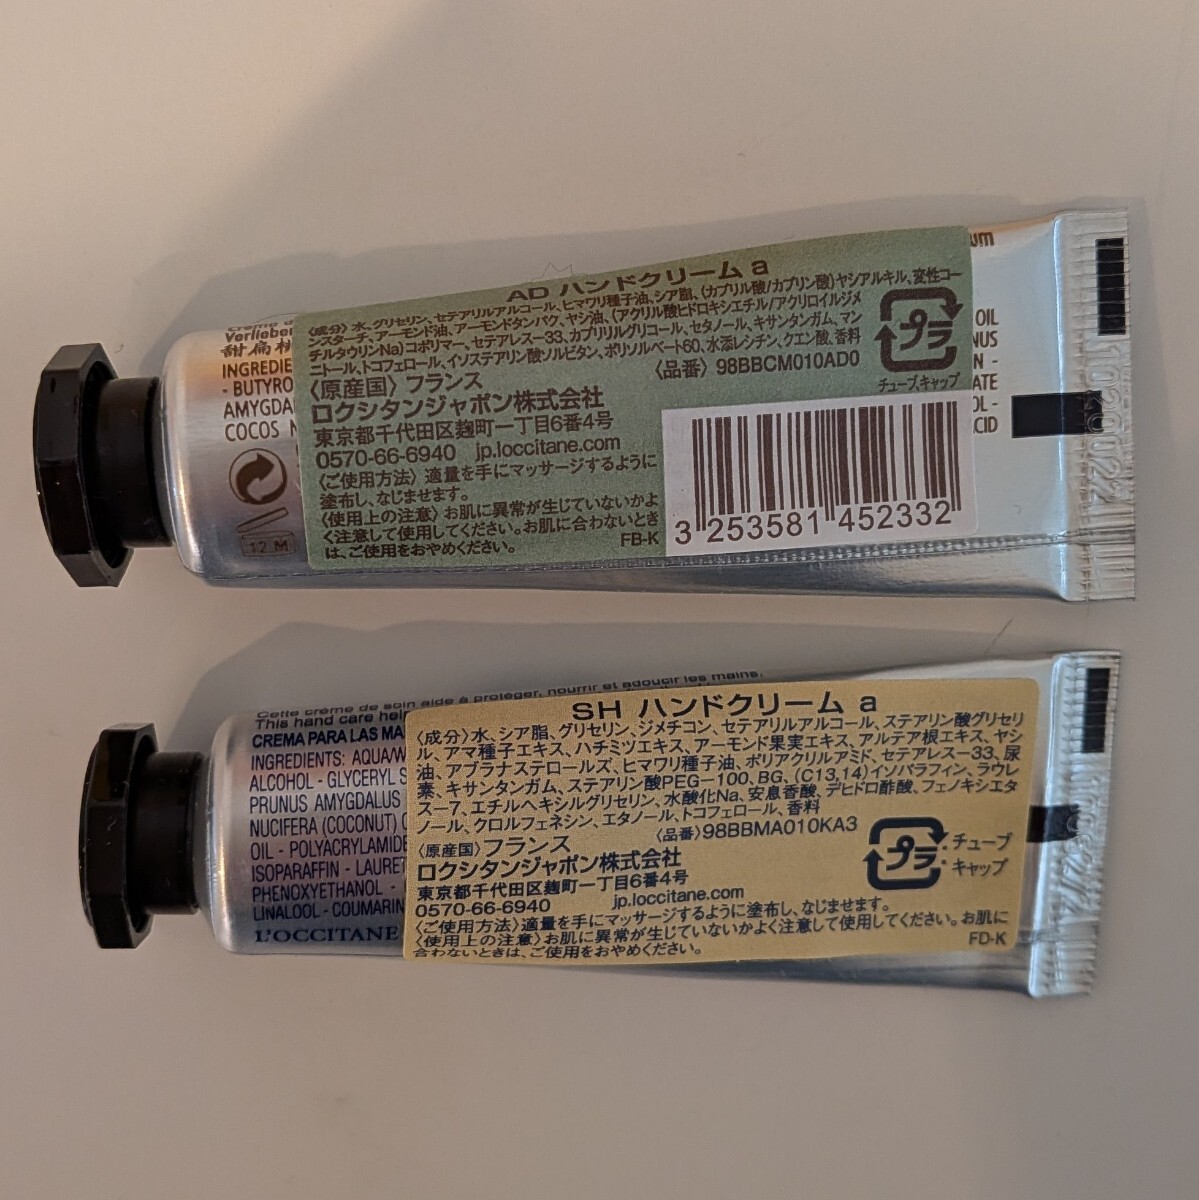 um
Verlieben
甜扁桃
INGREDIE
- BUTYRO
AMYGDA
COCOS N
12 M
AD ハンドクリーム a
〈成分〉水、グリセリン、セテアリルアルコール、ヒマワリ種子油、シア脂、(カプリル酸/カプリン酸)ヤシアルキル、変性コー
ンスターチ、アーモンド油、アーモンドタンパク、ヤシ油、(アクリル酸ヒドロキシエチル/アクリロイルジメ
チルタウリンNa)コポリマー、セテアレス－33、カプリリルグリコール、セタノール、キサンタンガム、マン
ニトール、トコフェロール、イソステアリン酸ソルビタン、ポリソルベート60、水添レシチン、クエン酸、香料
〈品番〉98BBCM010AD0
〈原産国〉フランス
ロクシタンジャポン株式会社
東京都千代田区麹町一丁目6番4号
0570-66-6940 jp.loccitane.com
〈ご使用方法〉適量を手にマッサージするように
塗布し、なじませます。
〈使用上の注意〉お肌に異常が生じていないかよ
く注意して使用してください。お肌に合わないとき
は、ご使用をおやめください。
FB-K
プラ
チューブ、キャップ
3 253581 452332
OIL
NUS
N -
ATE
OL -
ACID
Cette crème de soin aide à protéger, nourrir et adoucir les mains.
This hand care hel
CREMA PARA LAS MA
INGREDIENTS: AQUA/W
ALCOHOL - GLYCERYL S
PRUNUS AMYGDALUS
NUCIFERA (COCONUT) O
OIL - POLYACRYLAMIDE
ISOPARAFFIN - LAURET
PHENOXYETHANOL -
LINALOOL - COUMARIN
L'OCCITANE
SH ハンドクリーム a
〈成分〉水、シア脂、グリセリン、ジメチコン、セテアリルアルコール、ステアリン酸グリセリ
ル、アマ種子エキス、ハチミツエキス、アーモンド果実エキス、アルテア根エキス、ヤシ
油、アブラナステロールズ、ヒマワリ種子油、ポリアクリルアミド、セテアレス－33、尿
素、キサンタンガム、ステアリン酸PEG－100、BG、(C13,14)イソパラフィン、ラウレ
ス－7、エチルヘキシルグリセリン、水酸化Na、安息香酸、デヒドロ酢酸、フェノキシエタ
ノール、クロルフェネシン、エタノール、トコフェロール、香料
〈品番〉98BBMA010KA3
〈原産国〉フランス
ロクシタンジャポン株式会社
東京都千代田区麹町一丁目6番4号
0570-66-6940 jp.loccitane.com
〈ご使用方法〉適量を手にマッサージするように塗布し、なじませます。
〈使用上の注意〉お肌に異常が生じていないかよく注意して使用してください。お肌に
合わないときは、ご使用をおやめください。
FD-K
プラ
チューブ
キャップ